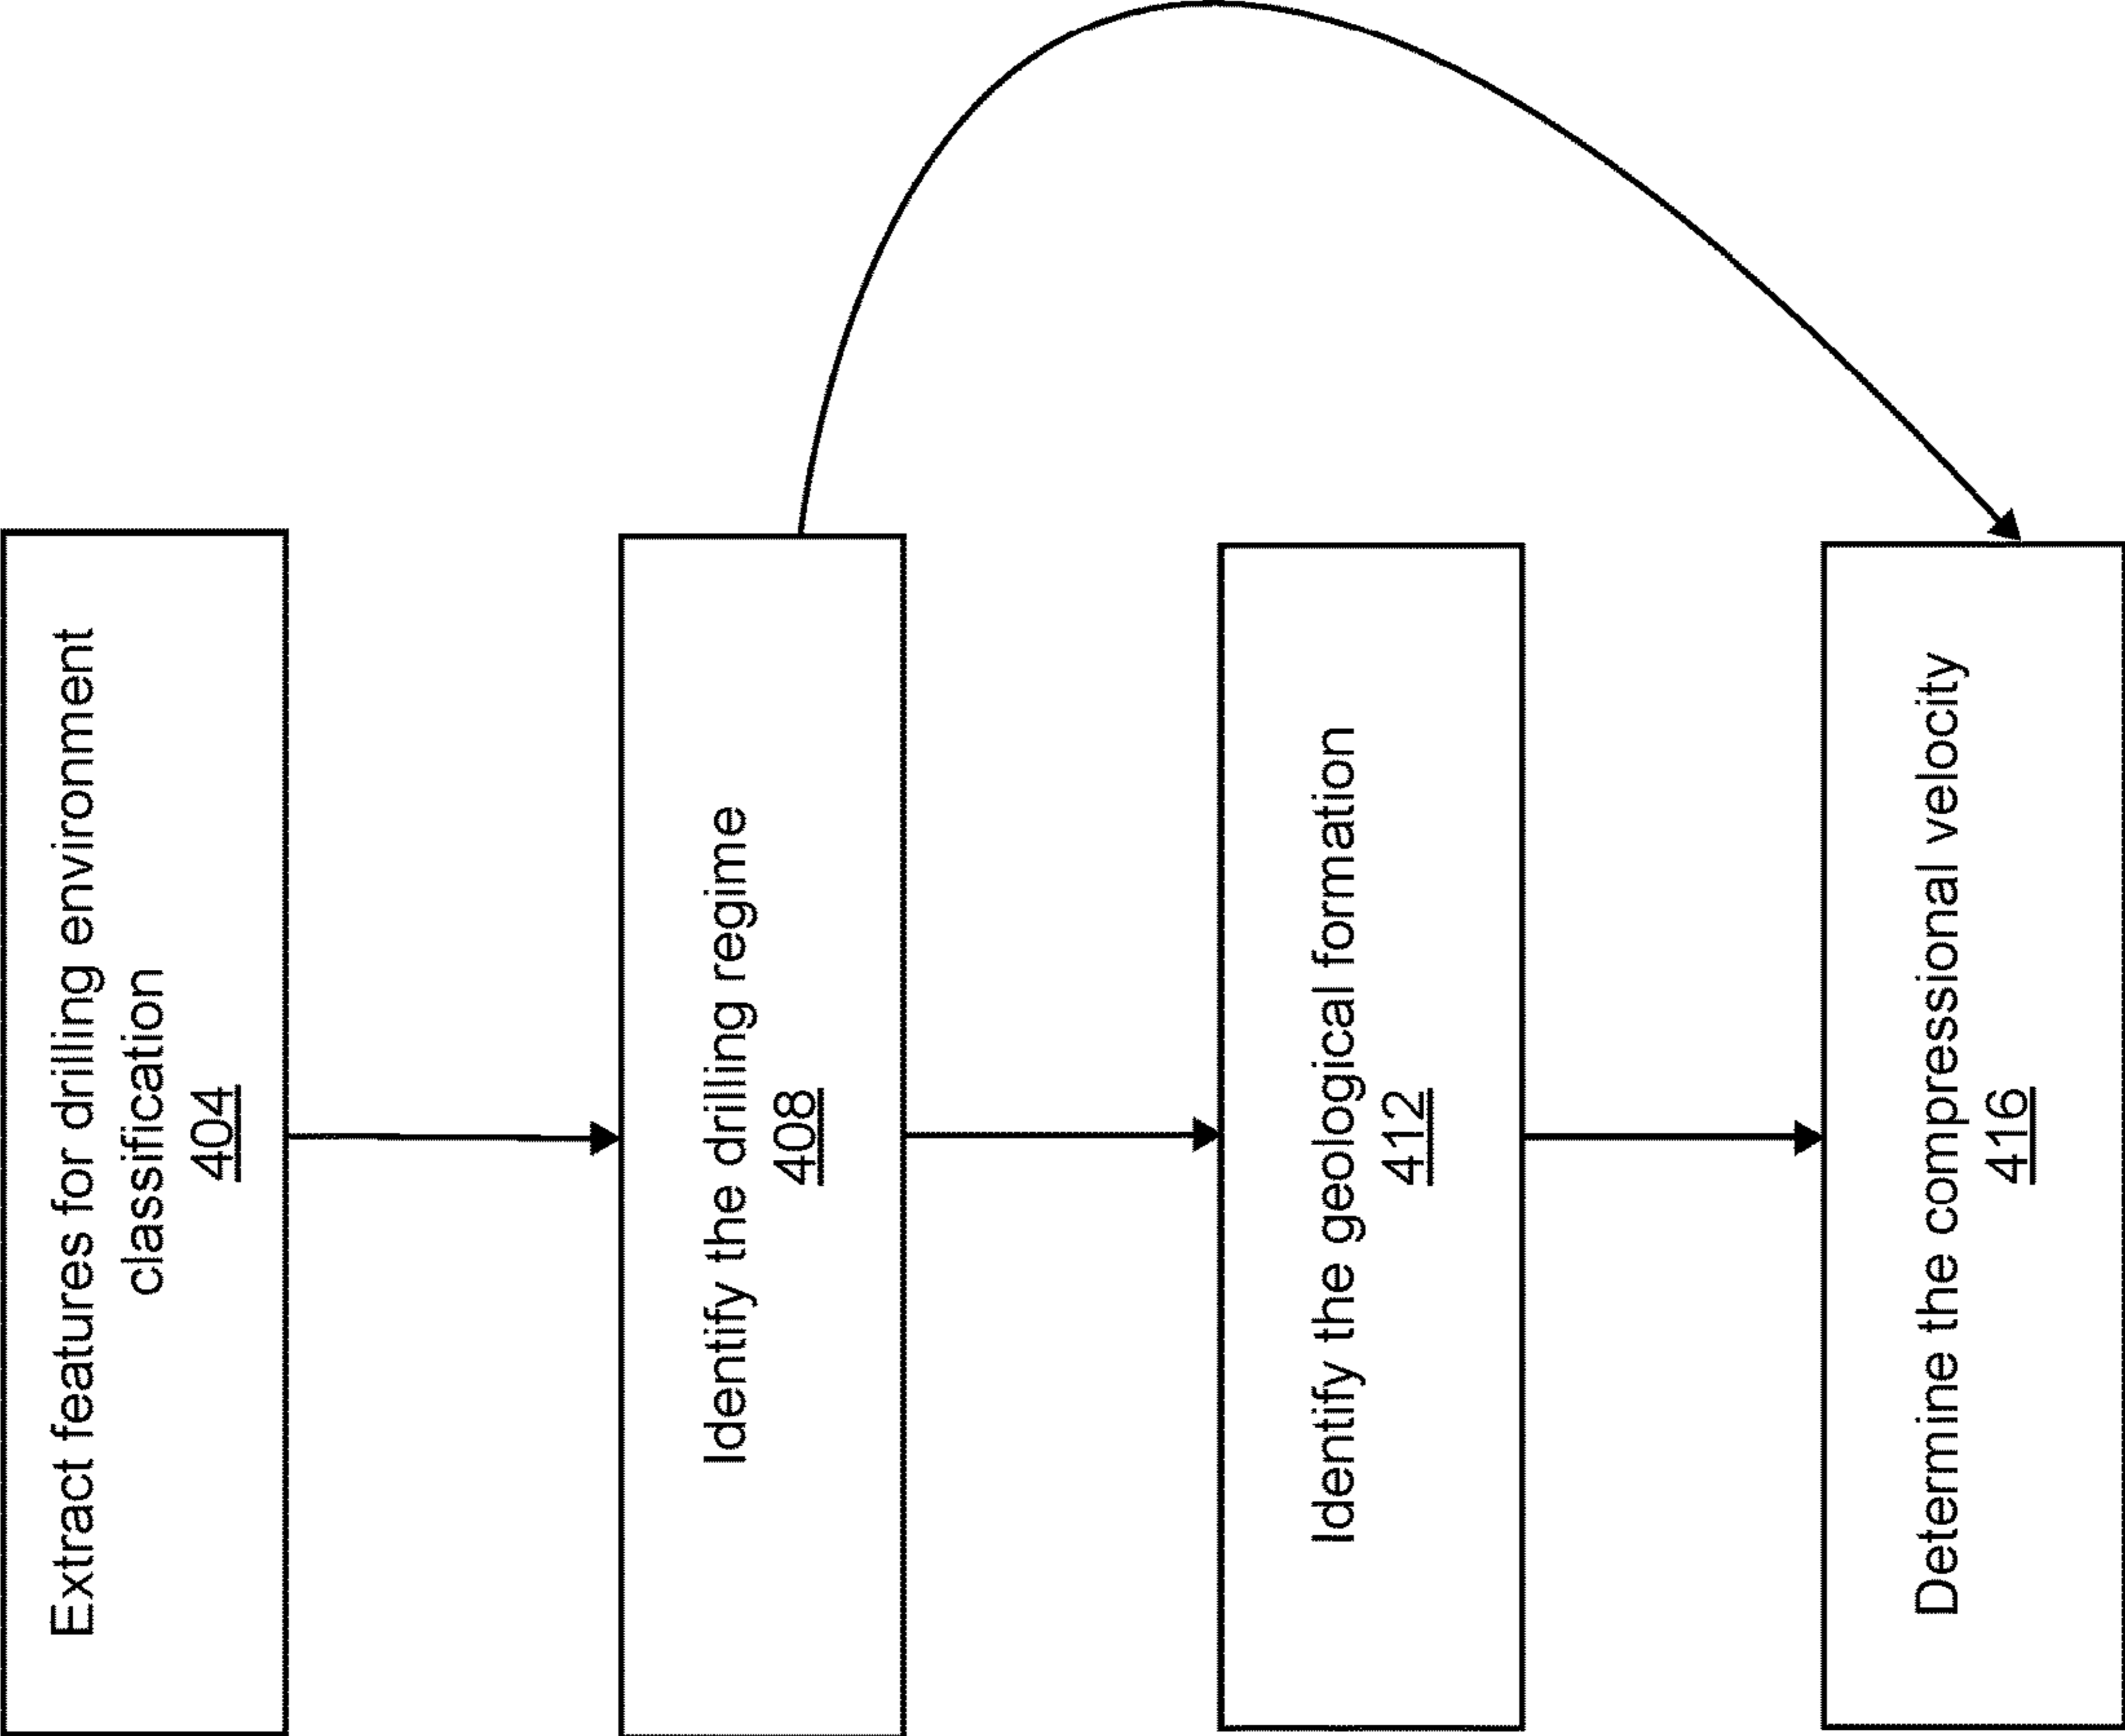 Extract features for drilling environment
classification
404
Identify the drilling regime
408
Identify the geological formation
412
Determine the compressional velocity
416